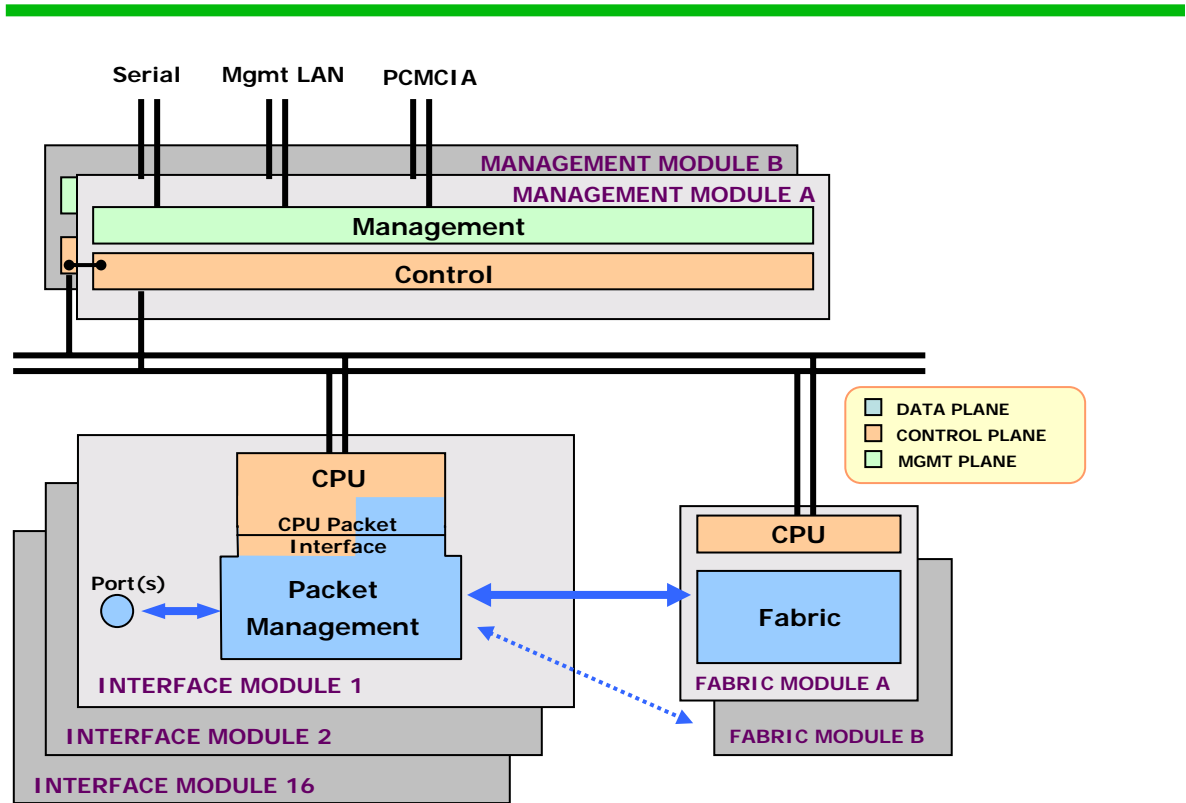 Serial
Mgmt LAN
PCMCIA
MANAGEMENT MODULE B
MANAGEMENT MODULE A
Management
Control
DATA PLANE
CONTROL PLANE
MGMT PLANE
CPU
CPU Packet
Interface
Port(s)
Packet
Management
INTERFACE MODULE 1
INTERFACE MODULE 2
INTERFACE MODULE 16
CPU
Fabric
FABRIC MODULE A
FABRIC MODULE B